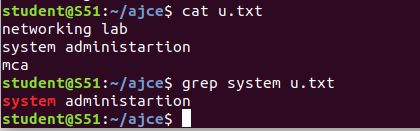 student@S51:~/ajce$ cat u.txt
networking lab
system administartion
mca
student@S51:~/ajce$ grep system u.txt
system administartion
student@S51:~/ajce$